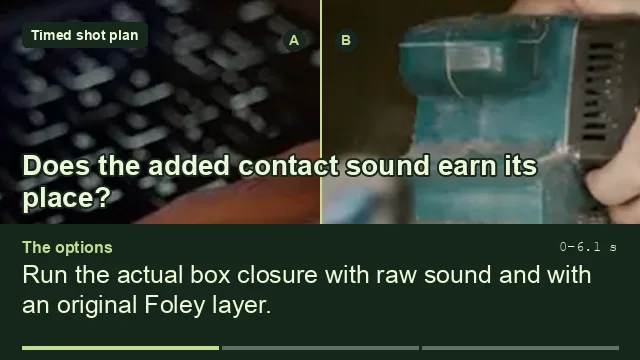 Timed shot plan
A
B
Does the added contact sound earn its
place?
The options
0–6.1 s
Run the actual box closure with raw sound and with
an original Foley layer.